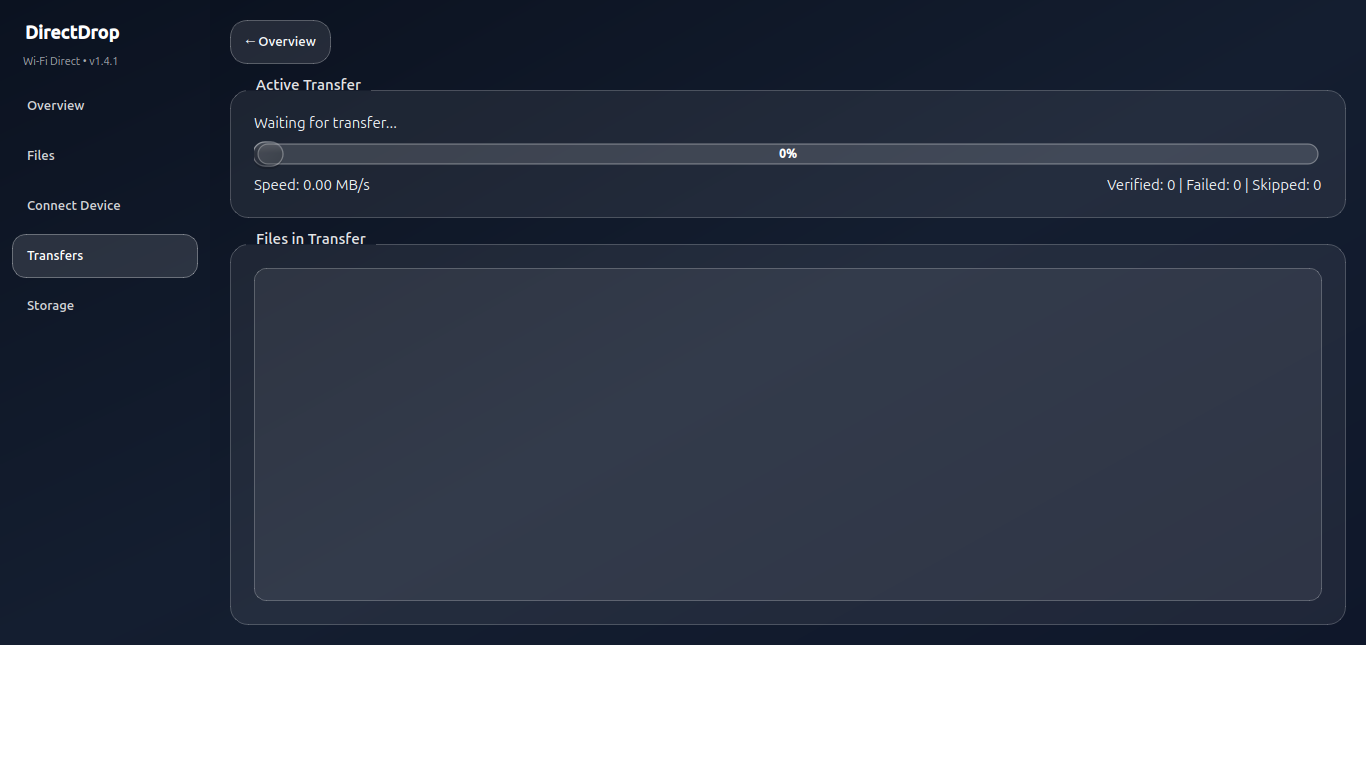 DirectDrop
Wi-Fi Direct • v1.4.1
Overview
Files
Connect Device
Transfers
Storage
← Overview
Active Transfer
Waiting for transfer...
0%
Speed: 0.00 MB/s
Verified: 0 | Failed: 0 | Skipped: 0
Files in Transfer